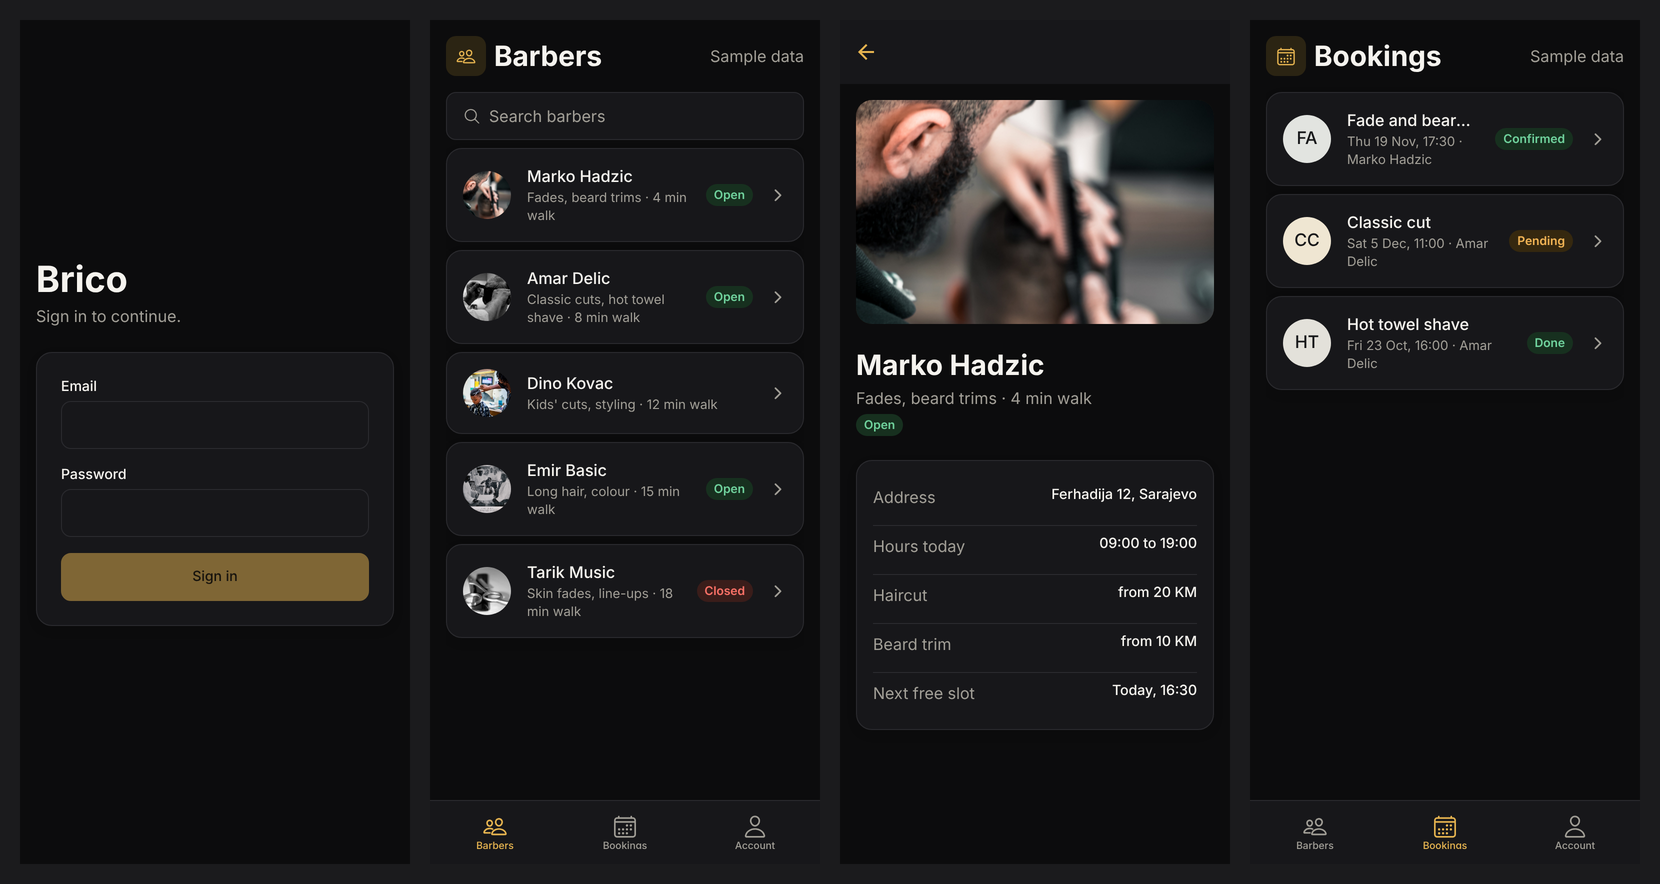 Brico
Sign in to continue.
Email
Password
Sign in
Barbers
Sample data
Search barbers
Marko Hadzic
Fades, beard trims · 4 min
walk
Open
Amar Delic
Classic cuts, hot towel
shave · 8 min walk
Open
Dino Kovac
Kids' cuts, styling · 12 min walk
Emir Basic
Long hair, colour · 15 min
walk
Open
Tarik Music
Skin fades, line-ups · 18
min walk
Closed
Barbers
Bookings
Account
Marko Hadzic
Fades, beard trims · 4 min walk
Open
Address
Ferhadija 12, Sarajevo
Hours today
09:00 to 19:00
Haircut
from 20 KM
Beard trim
from 10 KM
Next free slot
Today, 16:30
Bookings
Sample data
FA
Fade and bear...
Thu 19 Nov, 17:30 ·
Marko Hadzic
Confirmed
CC
Classic cut
Sat 5 Dec, 11:00 · Amar
Delic
Pending
HT
Hot towel shave
Fri 23 Oct, 16:00 · Amar
Delic
Done
Barbers
Bookings
Account